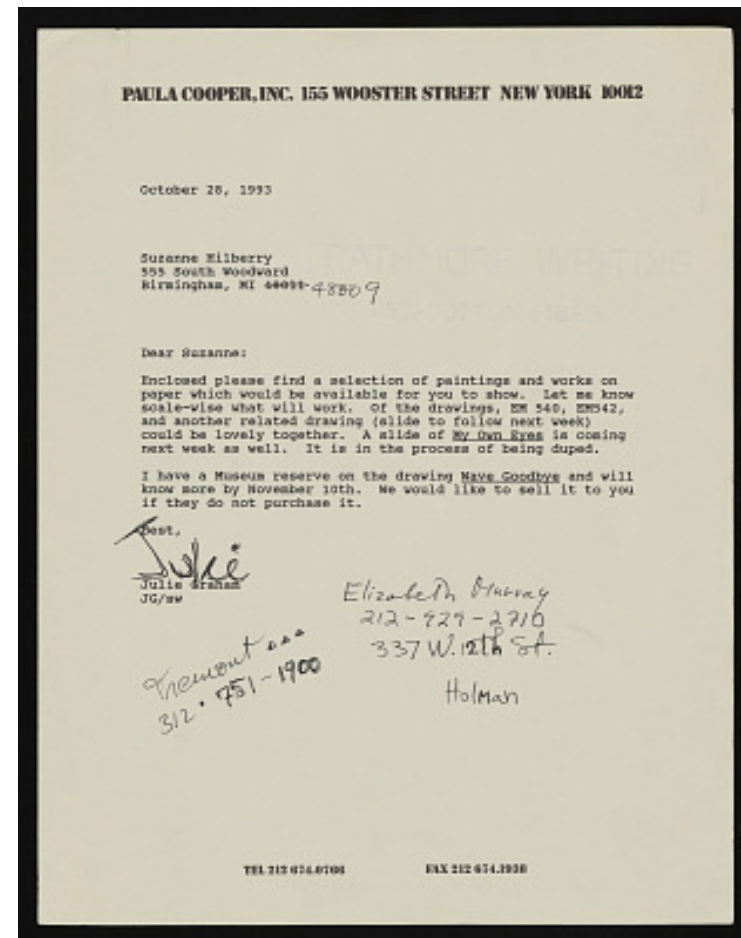 PAULA COOPER, INC. 155 WOOSTER STREET NEW YORK 10012
October 28, 1993
Suzanne Hilberry
555 South Woodward
Birmingham, MI 48009
Dear Suzanne:
Enclosed please find a selection of paintings and works on
paper which would be available for you to show. Let me know
scale-wise what will work. Of the drawings, EM 540, EM542,
and another related drawing (slide to follow next week)
could be lovely together. A slide of My Own Eyes is coming
next week as well. It is in the process of being duped.
I have a Museum reserve on the drawing Wave Goodbye and will
know more by November 10th. We would like to sell it to you
if they do not purchase it.
Best,
Julie
Julie Graham
JG/sw
Elizabeth Murray
212-929-2710
337 W. 12th St.
Tremont
312 • 751-1900
Holman
TEL 212 674.0766 FAX 212 674.1938